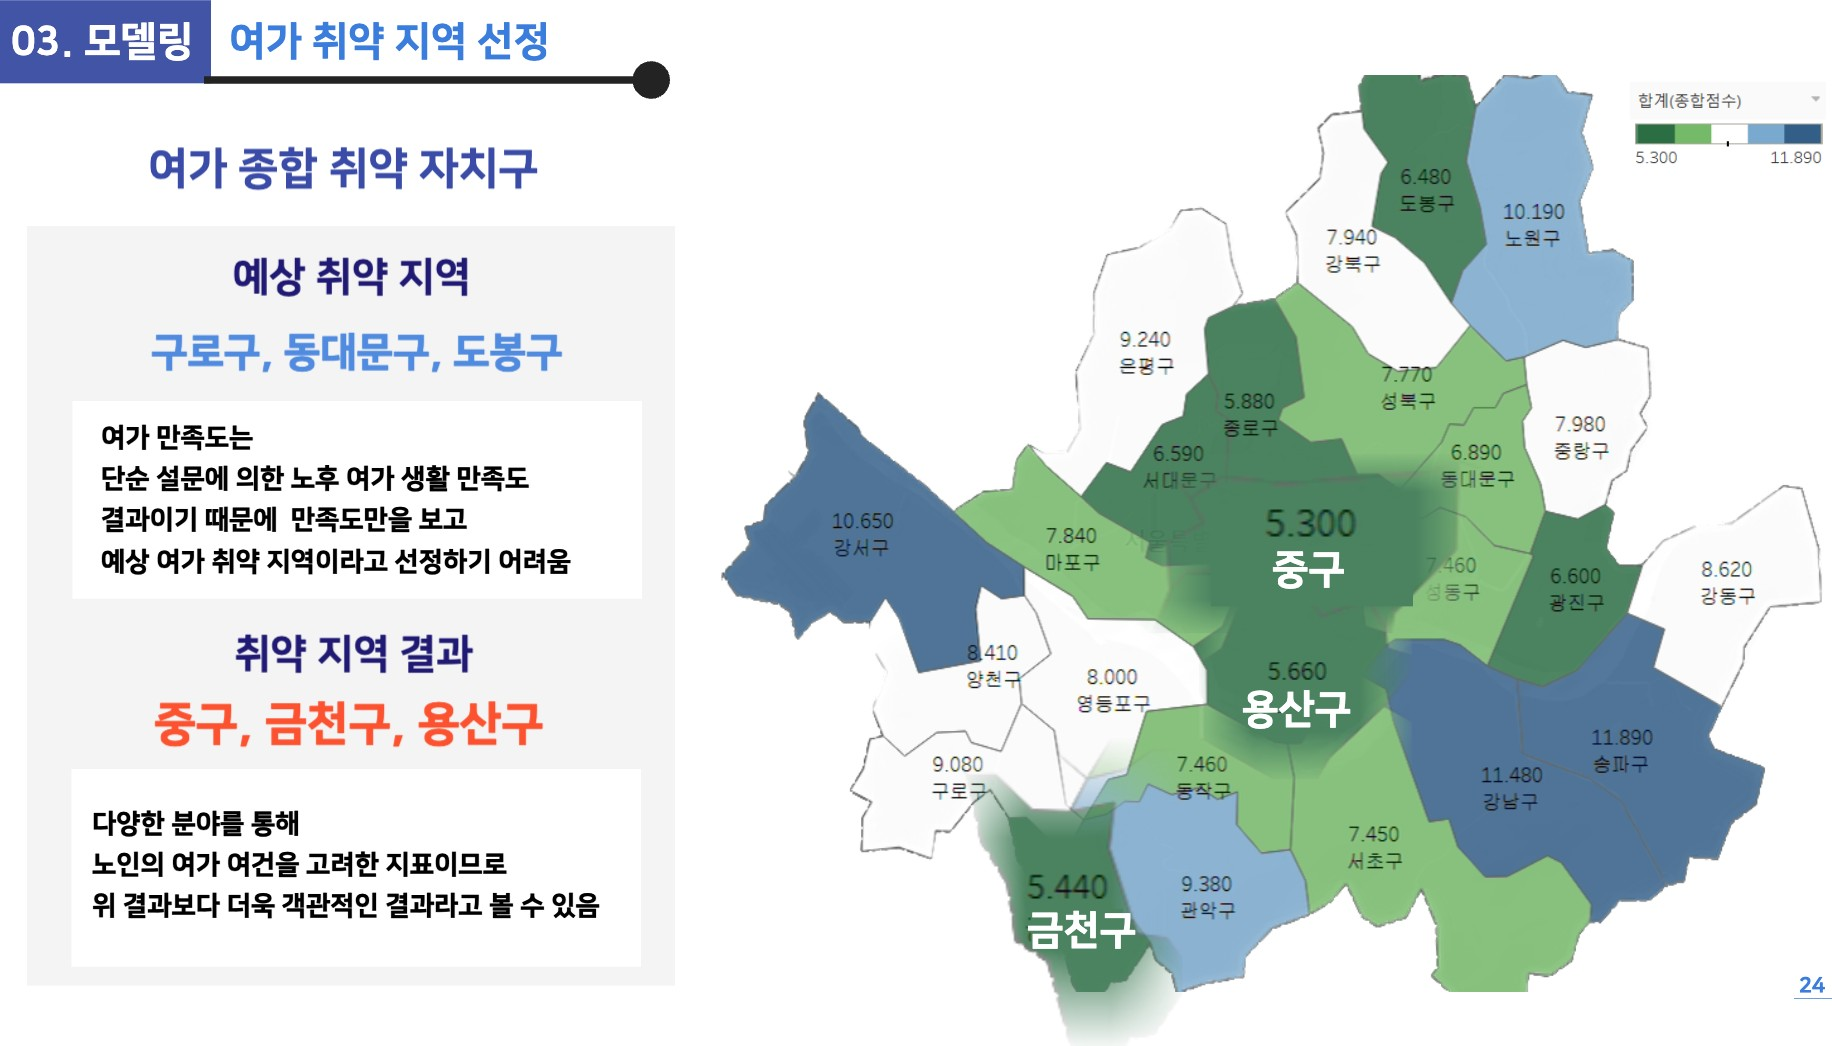 03. 모델링
여가 취약 지역 선정
여가 종합 취약 자치구
예상 취약 지역
구로구, 동대문구, 도봉구
여가 만족도는
단순 설문에 의한 노후 여가 생활 만족도
결과이기 때문에 만족도만을 보고
예상 여가 취약 지역이라고 선정하기 어려움
취약 지역 결과
중구, 금천구, 용산구
다양한 분야를 통해
노인의 여가 여건을 고려한 지표이므로
위 결과보다 더욱 객관적인 결과라고 볼 수 있음
합계(종합점수)
5.300
11.890
6.480
도봉구
10.190
노원구
7.940
강북구
9.240
은평구
7.770
성북구
5.880
종로구
7.980
중랑구
6.590
서대문구
6.890
동대문구
10.650
강서구
7.840
마포구
5.300
중구
7.460
성동구
6.600
광진구
8.620
강동구
8.410
양천구
8.000
영등포구
5.660
용산구
11.890
송파구
9.080
구로구
7.460
동작구
11.480
강남구
7.450
서초구
5.440
금천구
9.380
관악구
24